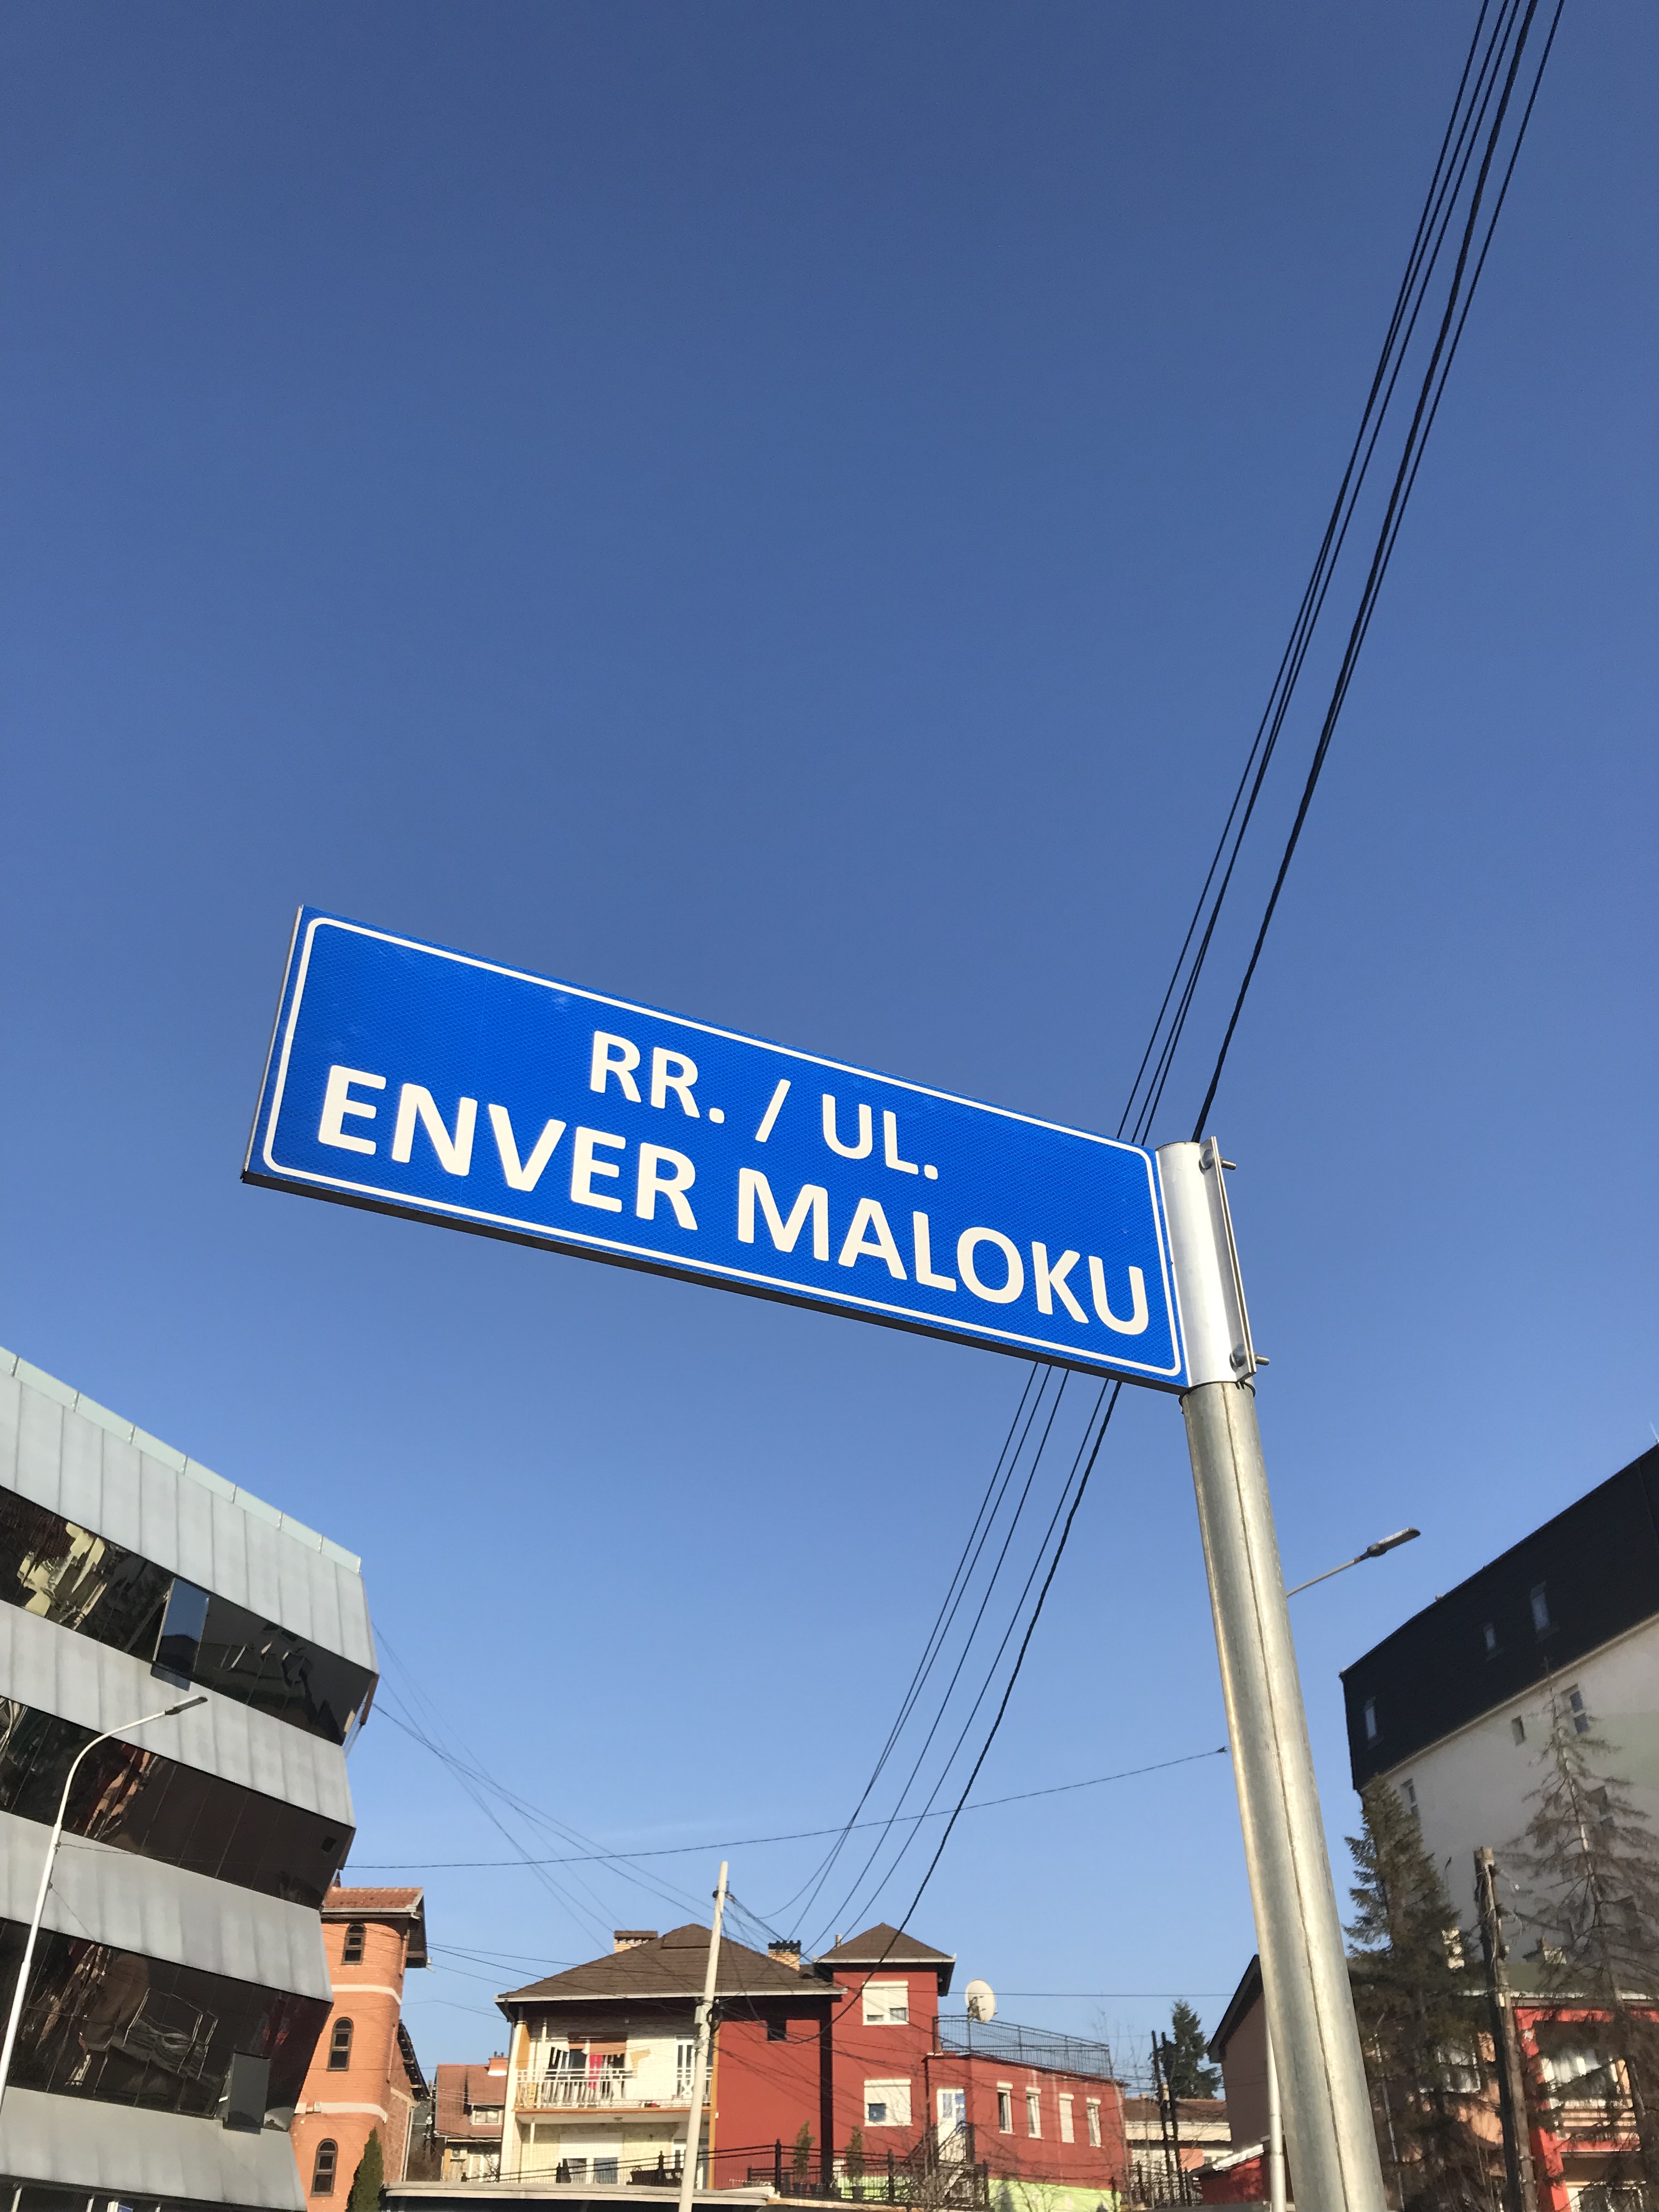 RR. / UL.
ENVER MALOKU